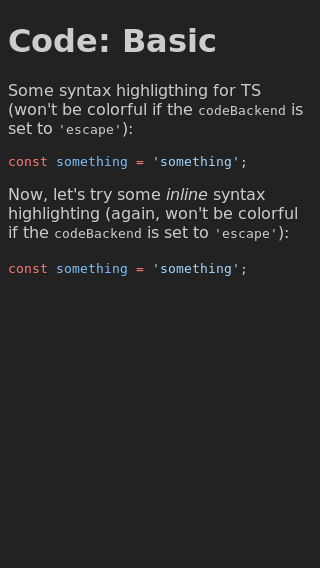 Code: Basic
Some syntax higligthing for TS
(won't be colorful if the codeBackend is
set to 'escape'):
const something = 'something';
Now, let's try some inline syntax
highlighting (again, won't be colorful
if the codeBackend is set to 'escape'):
const something = 'something';